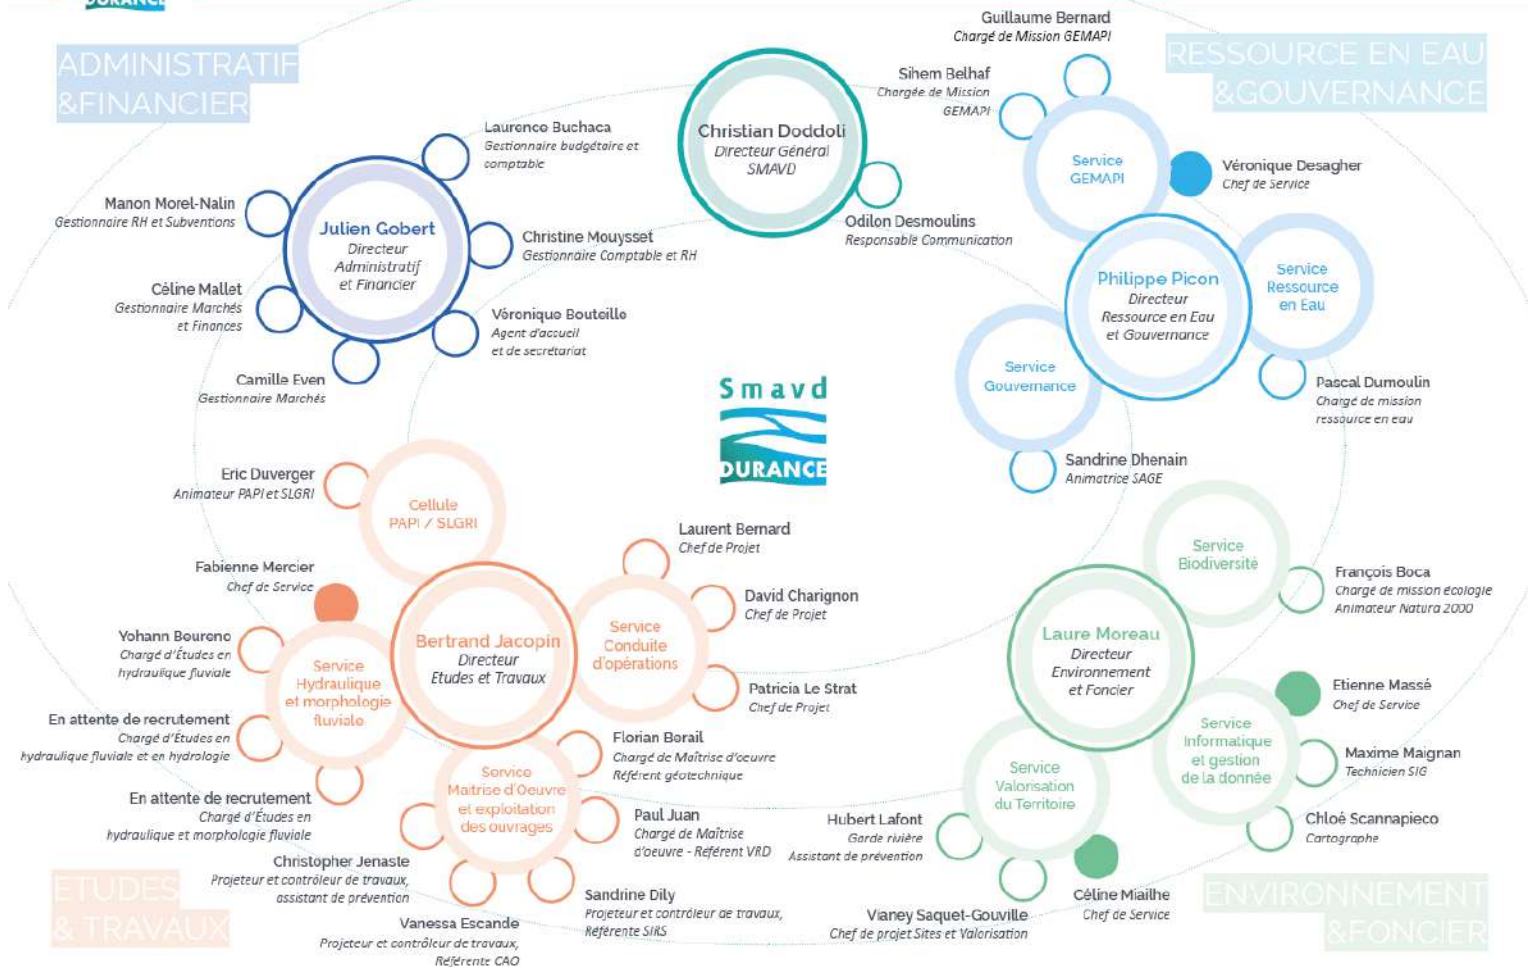 DURANCE
ADMINISTRATIF
&FINANCIER
Laurence Buchaca
Gestionnaire budgétaire et
comptable
Manon Morel-Nalin
Gestionnaire RH et Subventions
Julien Gobert
Directeur
Administratif
et Financier
Christine Mouysset
Gestionnaire Comptable et RH
Céline Mallet
Gestionnaire Marchés
et Finances
Véronique Bouteille
Agent d'accueil
et de secrétariat
Camille Even
Gestionnaire Marchés
Christian Doddoli
Directeur Général
SMAVD
Odilon Desmoulins
Responsable Communication
RESSOURCE EN EAU
&GOUVERNANCE
Guillaume Bernard
Chargé de Mission GEMAPI
Sihem Belhaf
Chargée de Mission
GEMAPI
Service
GEMAPI
Véronique Desagher
Chef de Service
Philippe Picon
Directeur
Ressource en Eau
et Gouvernance
Service
Ressource
en Eau
Service
Gouvernance
Pascal Dumoulin
Chargé de mission
ressource en eau
Sandrine Dhenain
Animatrice SAGE
Smavd
DURANCE
Eric Duverger
Animateur PAPI et SLGRI
Cellule
PAPI / SLGRI
Fabienne Mercier
Chef de Service
Yohann Beureno
Chargé d'Études en
hydraulique fluviale
Service
Hydraulique
et morphologie
fluviale
En attente de recrutement
Chargé d'Études en
hydraulique fluviale et en hydrologie
En attente de recrutement
Chargé d'Études en
hydraulique et morphologie fluviale
Bertrand Jacopin
Directeur
Etudes et Travaux
Laurent Bernard
Chef de Projet
David Charignon
Chef de Projet
Service
Conduite
d'opérations
Patricia Le Strat
Chef de Projet
Florian Berail
Chargé de Maîtrise d'oeuvre
Référent géotechnique
Service
Maîtrise d'Oeuvre
et exploitation
des ouvrages
Paul Juan
Chargé de Maîtrise
d'oeuvre - Référent VRD
Christopher Jenaste
Projeteur et contrôleur de travaux,
assistant de prévention
Vanessa Escande
Projeteur et contrôleur de travaux,
Référente CAO
Sandrine Dily
Projeteur et contrôleur de travaux,
Référente SIRS
ETUDES
& TRAVAUX
Service
Biodiversité
François Boca
Chargé de mission écologie
Animateur Natura 2000
Laure Moreau
Directeur
Environnement
et Foncier
Etienne Massé
Chef de Service
Service
Informatique
et gestion
de la donnée
Maxime Maignan
Technicien SIG
Chloé Scannapieco
Cartographe
Service
Valorisation
du Territoire
Hubert Lafont
Garde rivière
Assistant de prévention
Vianey Saquet-Gouville
Chef de projet Sites et Valorisation
Céline Miailhe
Chef de Service
ENVIRONNEMENT
&FONCIER